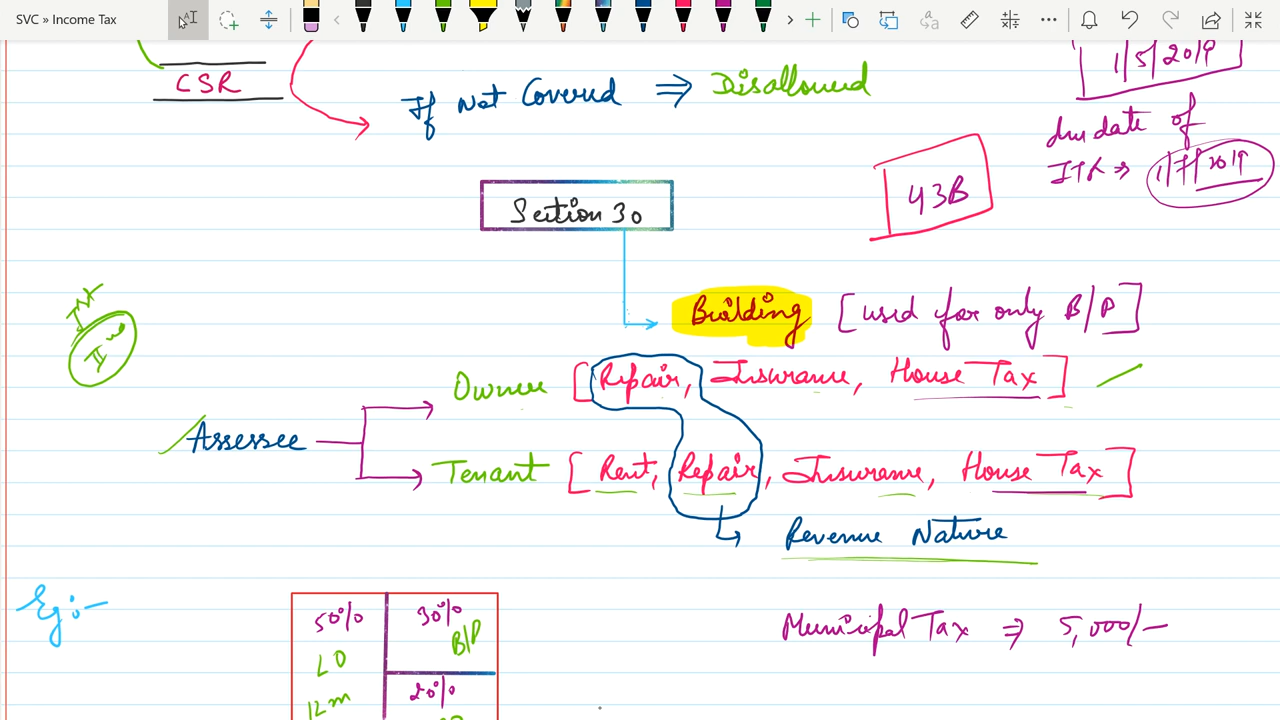 SVC » Income Tax
CSR
If Not Covered ⇒ Disallowed
1/5/2019
due date of
ITR ⇒ 1/7/2019
43B
Section 30
Building [used for only B/P]
Owner [Repair, Insurance, House Tax]
Assessee
Tenant [Rent, Repair, Insurance, House Tax]
Revenue Nature
Eg:-
50%
LO
12m
30%
B/P
20%
Municipal Tax ⇒ 5,000/-